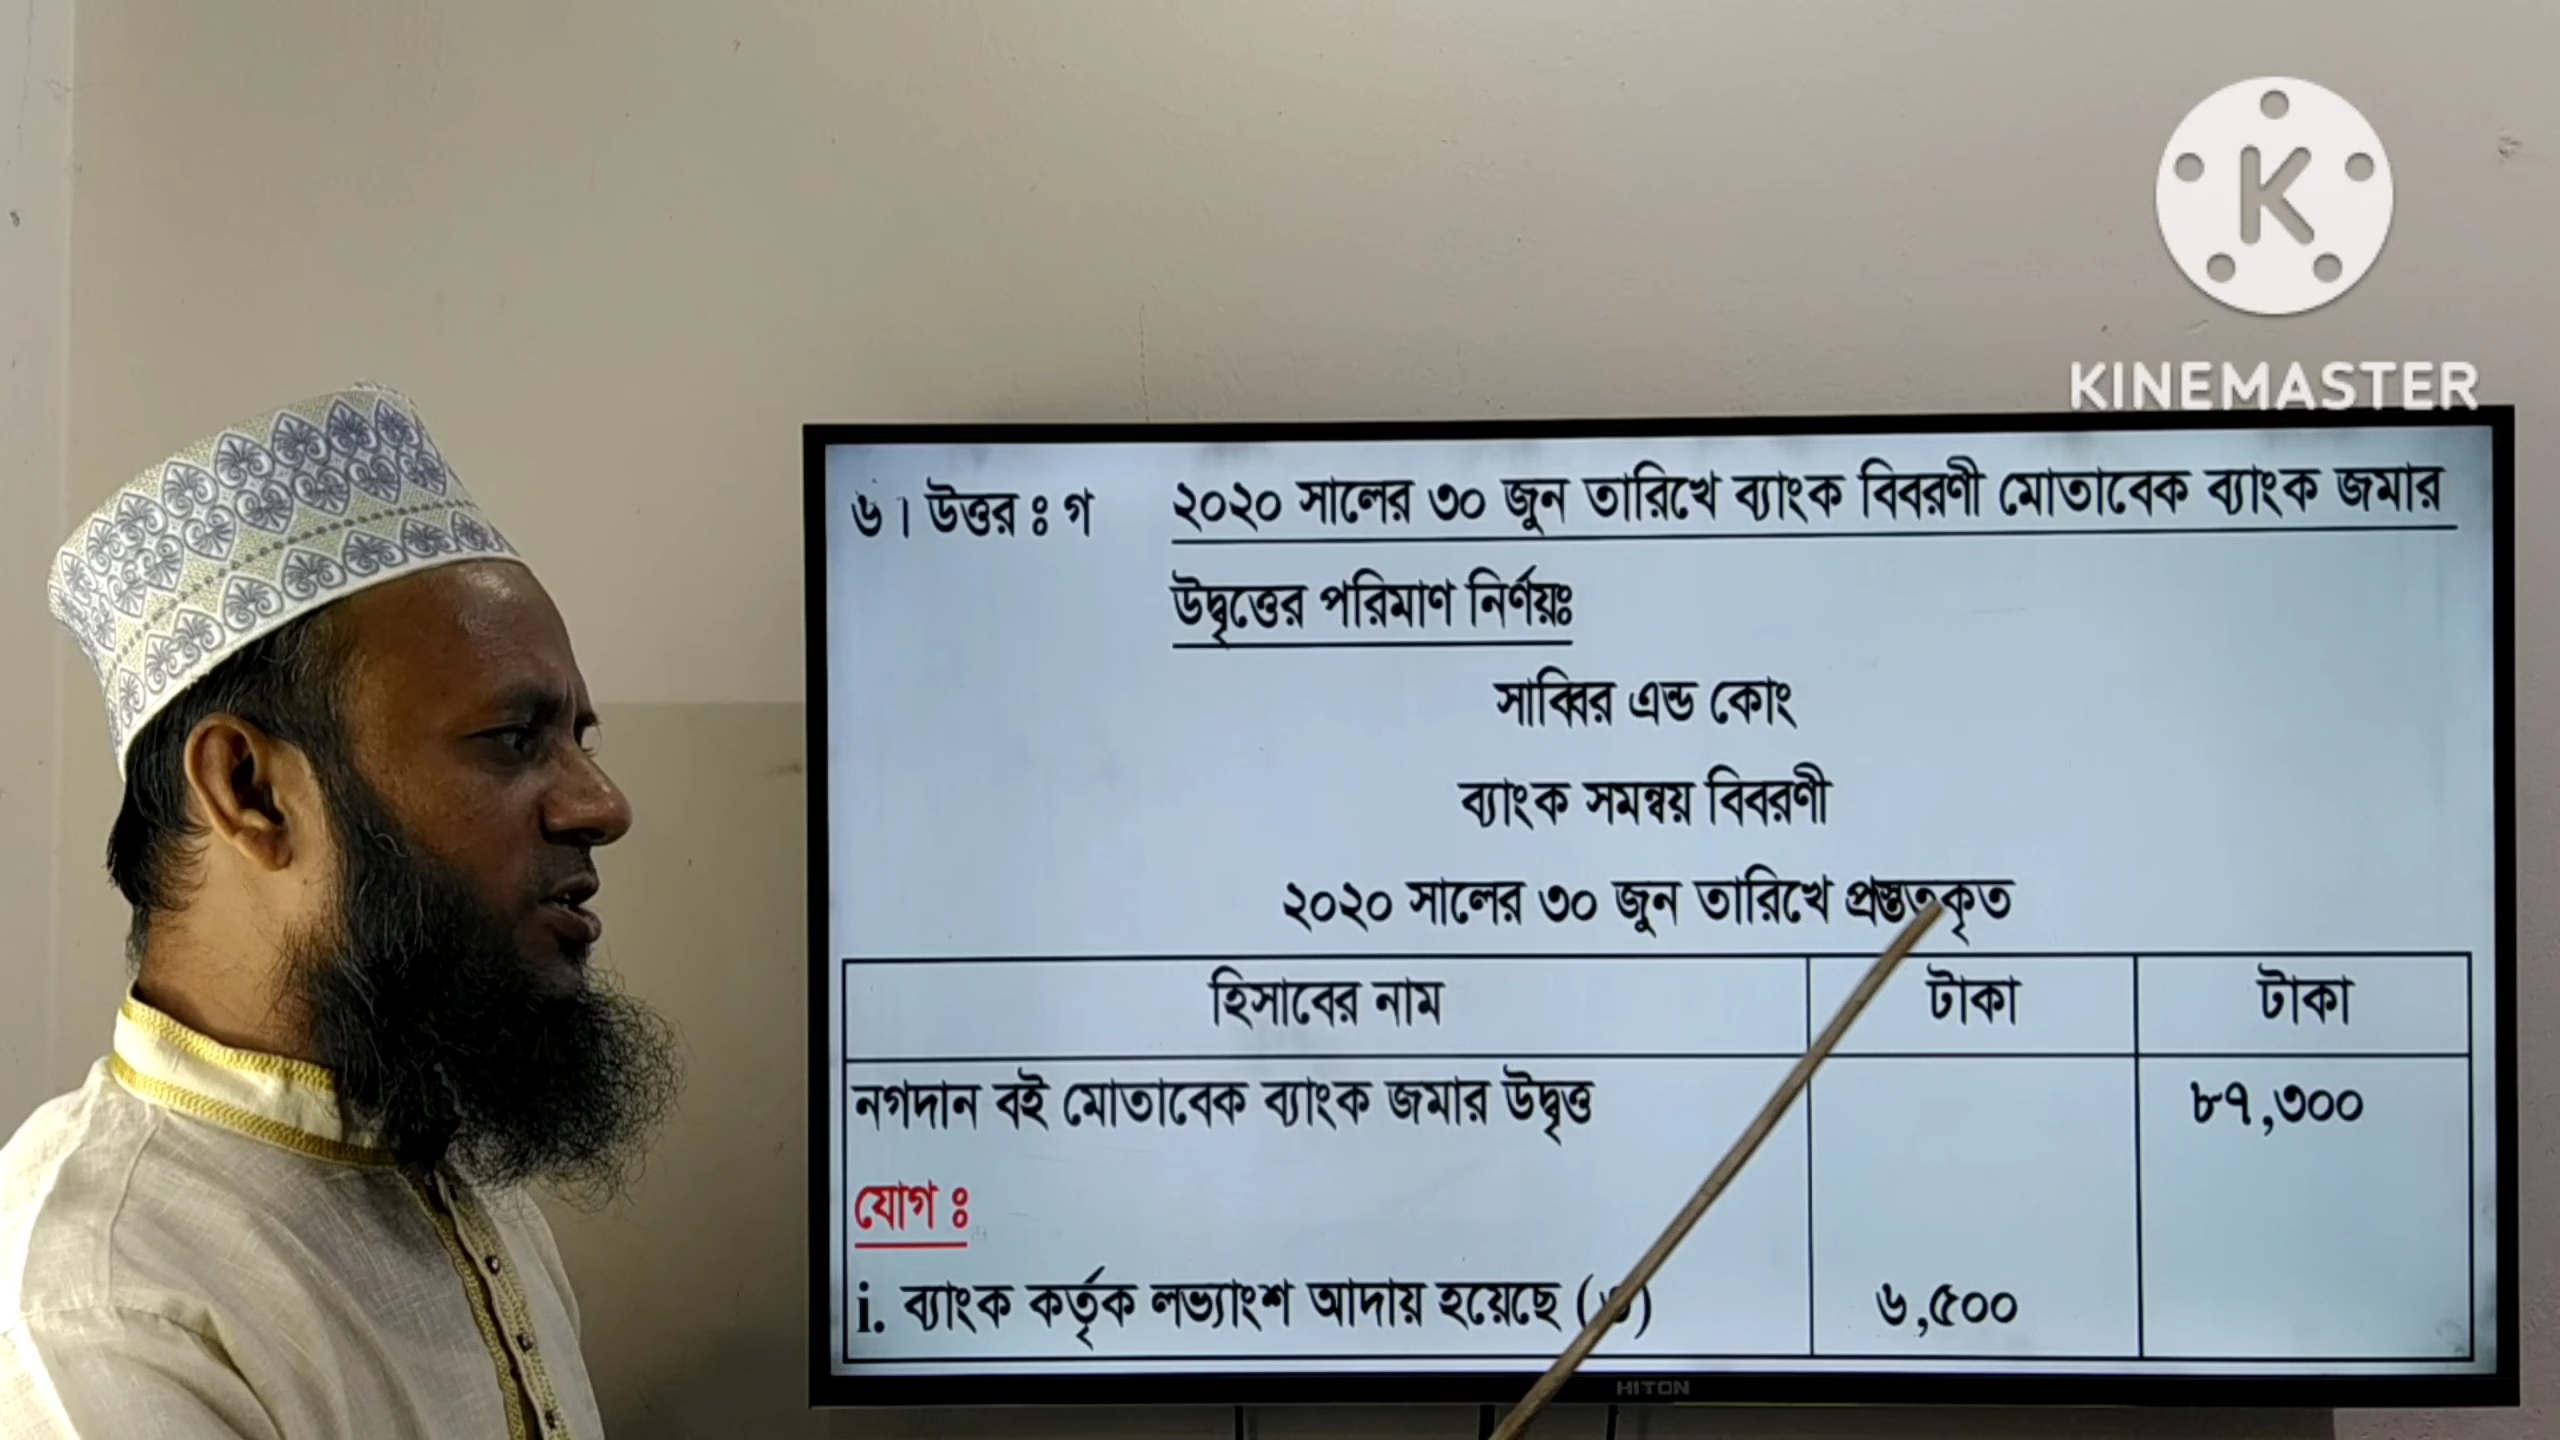 K
KINEMASTER
৬। উত্তর ঃ গ ২০২০ সালের ৩০ জুন তারিখে ব্যাংক বিবরণী মোতাবেক ব্যাংক জমার
উদ্বৃত্তের পরিমাণ নির্ণয়ঃ
সাব্বির এন্ড কোং
ব্যাংক সমন্বয় বিবরণী
২০২০ সালের ৩০ জুন তারিখে প্রস্তুতকৃত
হিসাবের নাম টাকা টাকা
নগদান বই মোতাবেক ব্যাংক জমার উদ্বৃত্ত ৮৭,৩০০
যোগ ঃ
i. ব্যাংক কর্তৃক লভ্যাংশ আদায় হয়েছে ৬,৫০০
HITON